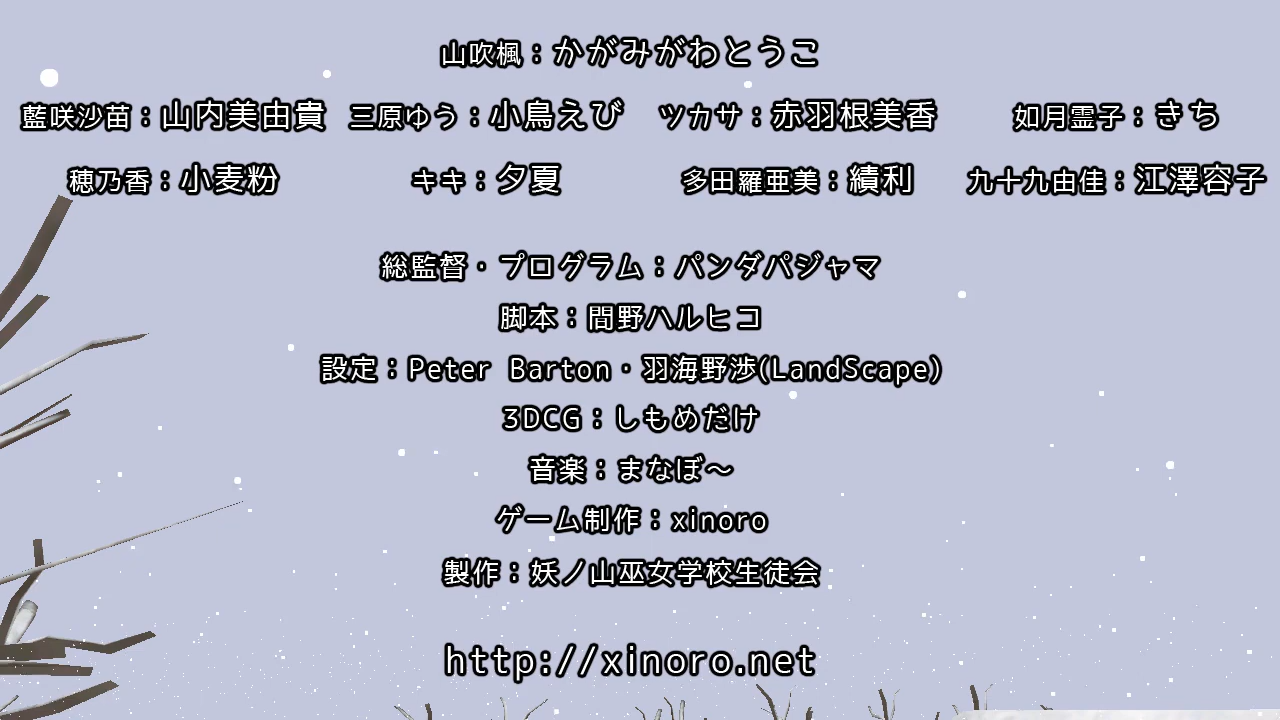 山吹楓：かがみがわとうこ
藍咲沙苗：山内美由貴 三原ゆう：小鳥えび ツカサ：赤羽根美香 如月霊子：きち
穂乃香：小麦粉 キキ：夕夏 多田羅亜美：績利 九十九由佳：江澤容子
総監督・プログラム：パンダパジャマ
脚本：間野ハルヒコ
設定：Peter Barton・羽海野渉(LandScape)
3DCG：しもめだけ
音楽：まなぼ～
ゲーム制作：xinoro
製作：妖ノ山巫女学校生徒会
http://xinoro.net